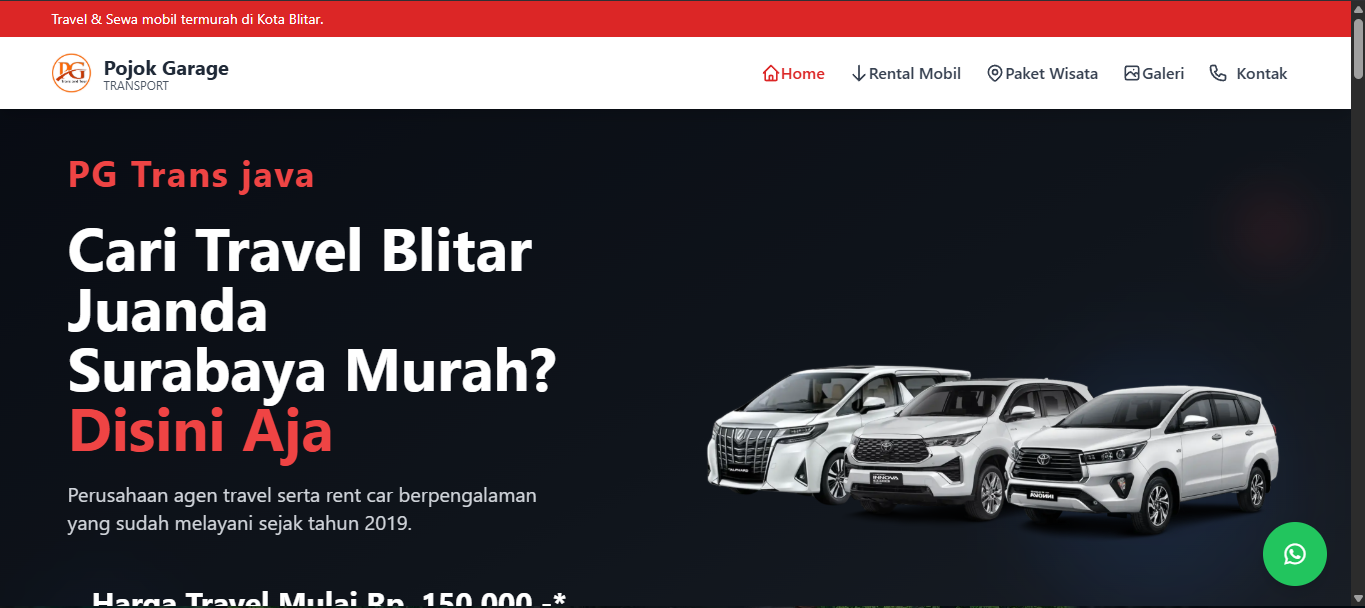 Travel & Sewa mobil termurah di Kota Blitar.
PG
Pojok Garage
TRANSPORT
Home
Rental Mobil
Paket Wisata
Galeri
Kontak
PG Trans java
Cari Travel Blitar
Juanda
Surabaya Murah?
Disini Aja
Perusahaan agen travel serta rent car berpengalaman
yang sudah melayani sejak tahun 2019.
Harga Travel Mulai Rp. 150.000,-*
ALPHARD
INNOVA